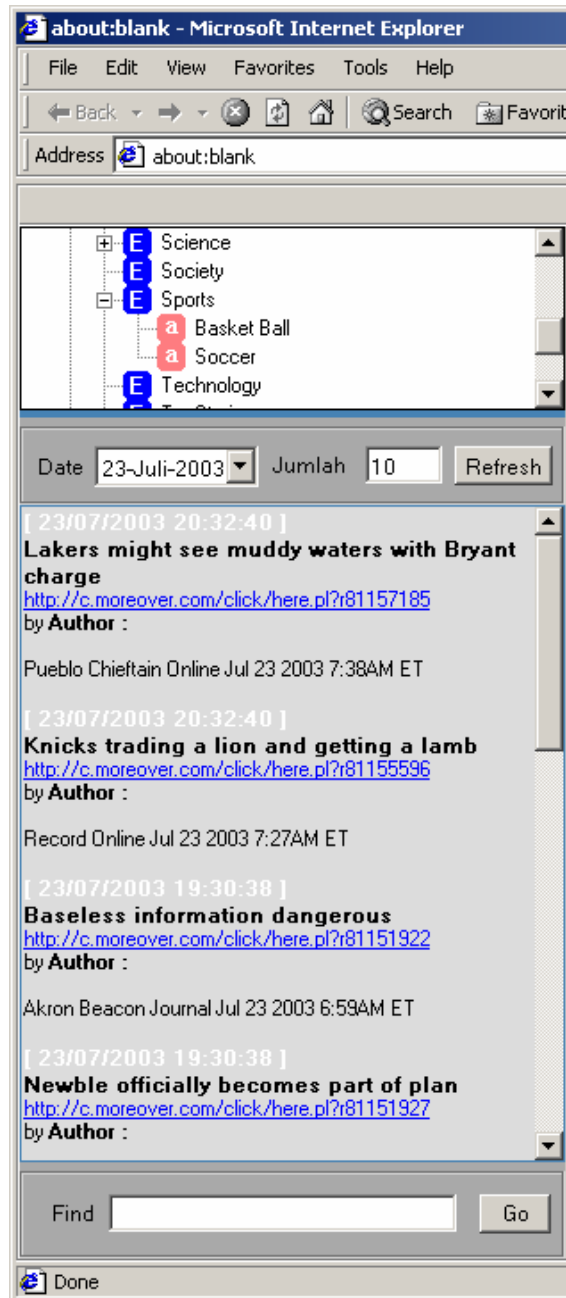 about:blank - Microsoft Internet Explorer
File Edit View Favorites Tools Help
Back Search Favorit
Address about:blank
E Science
E Society
E Sports
a Basket Ball
a Soccer
E Technology
Date 23-Juli-2003 Jumlah 10 Refresh
[ 23/07/2003 20:32:40 ]
Lakers might see muddy waters with Bryant
charge
http://c.moreover.com/click/here.pl?r81157185
by Author :
Pueblo Chieftain Online Jul 23 2003 7:38AM ET
[ 23/07/2003 20:32:40 ]
Knicks trading a lion and getting a lamb
http://c.moreover.com/click/here.pl?r81155596
by Author :
Record Online Jul 23 2003 7:27AM ET
[ 23/07/2003 19:30:38 ]
Baseless information dangerous
http://c.moreover.com/click/here.pl?r81151922
by Author :
Akron Beacon Journal Jul 23 2003 6:59AM ET
[ 23/07/2003 19:30:38 ]
Newble officially becomes part of plan
http://c.moreover.com/click/here.pl?r81151927
by Author :
Find Go
Done